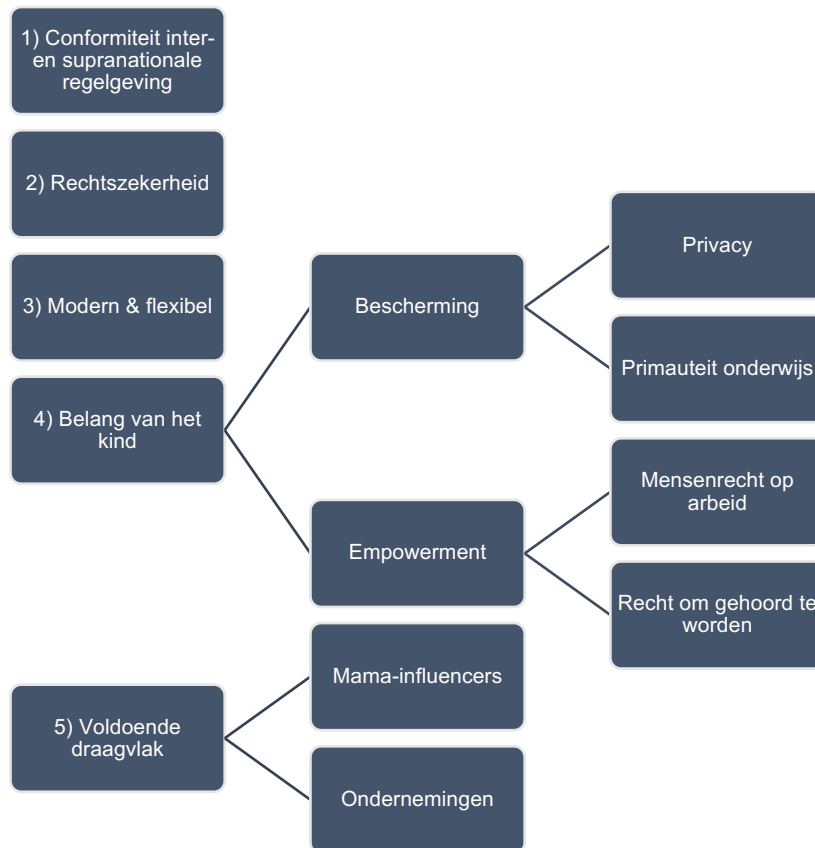 1) Conformiteit inter-
en supranationale
regelgeving
2) Rechtszekerheid
3) Modern & flexibel
4) Belang van het
kind
Bescherming
Privacy
Primauteit onderwijs
Empowerment
Mensenrecht op
arbeid
Recht om gehoord te
worden
5) Voldoende
draagvlak
Mama-influencers
Ondernemingen